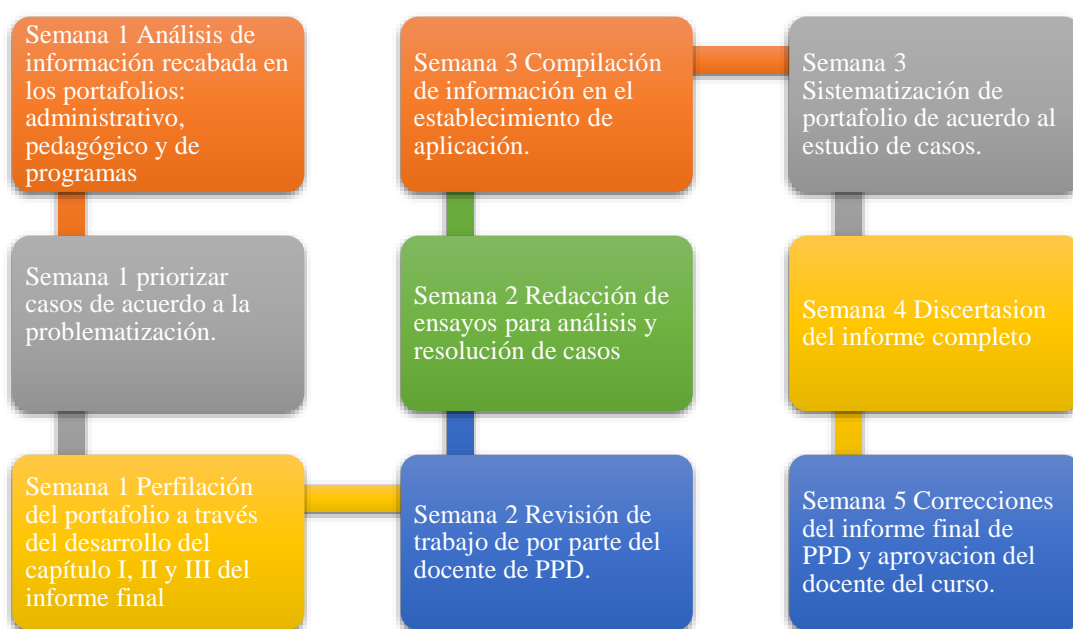 Semana 1 Análisis de
información recabada en
los portafolios:
administrativo,
pedagógico y de
programas
Semana 1 priorizar
casos de acuerdo a la
problematización.
Semana 1 Perfilación
del portafolio a través
del desarrollo del
capítulo I, II y III del
informe final
Semana 2 Revisión de
trabajo de por parte del
docente de PPD.
Semana 2 Redacción de
ensayos para análisis y
resolución de casos
Semana 3 Compilación
de información en el
establecimiento de
aplicación.
Semana 3
Sistematización de
portafolio de acuerdo al
estudio de casos.
Semana 4 Discertasion
del informe completo
Semana 5 Correcciones
del informe final de
PPD y aprovacion del
docente del curso.